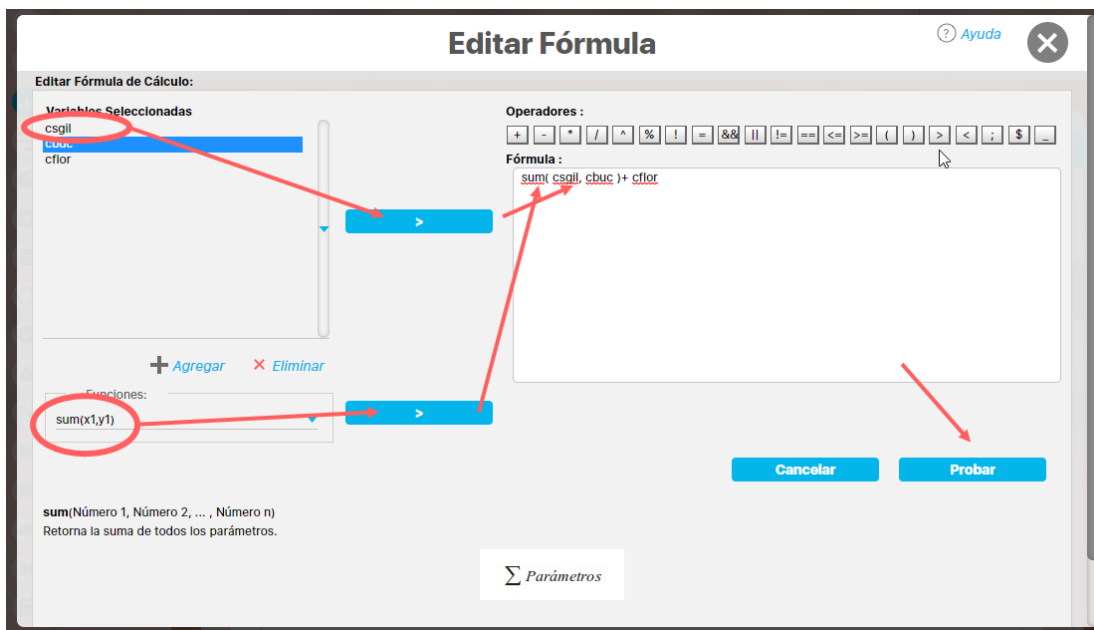 Editar Fórmula
? Ayuda
Editar Fórmula de Cálculo:
Variables Seleccionadas
csgil
cbuc
cflor
Operadores :
+ - * / ^ % ! = && || != == <= >= ( ) > < ; $ _
Fórmula :
sum( csgil, cbuc )+ cflor
>
Agregar
Eliminar
Funciones:
sum(x1,y1)
>
Cancelar
Probar
sum(Número 1, Número 2, ... , Número n)
Retorna la suma de todos los parámetros.
∑ Parámetros